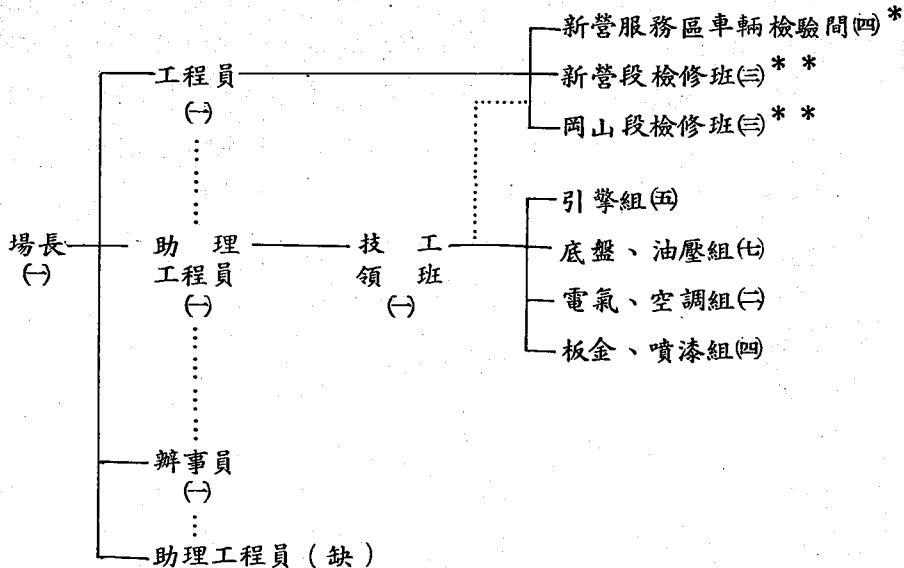 新營服務區車輛檢驗間㈣*
工程員
㈠
新營段檢修班㈢**
岡山段檢修班㈢**
場長
㈠
助理
工程員
㈠
技工
領班
㈠
引擎組㈤
底盤、油壓組㈦
電氣、空調組㈡
板金、噴漆組㈣
辦事員
㈠
助理工程員(缺)